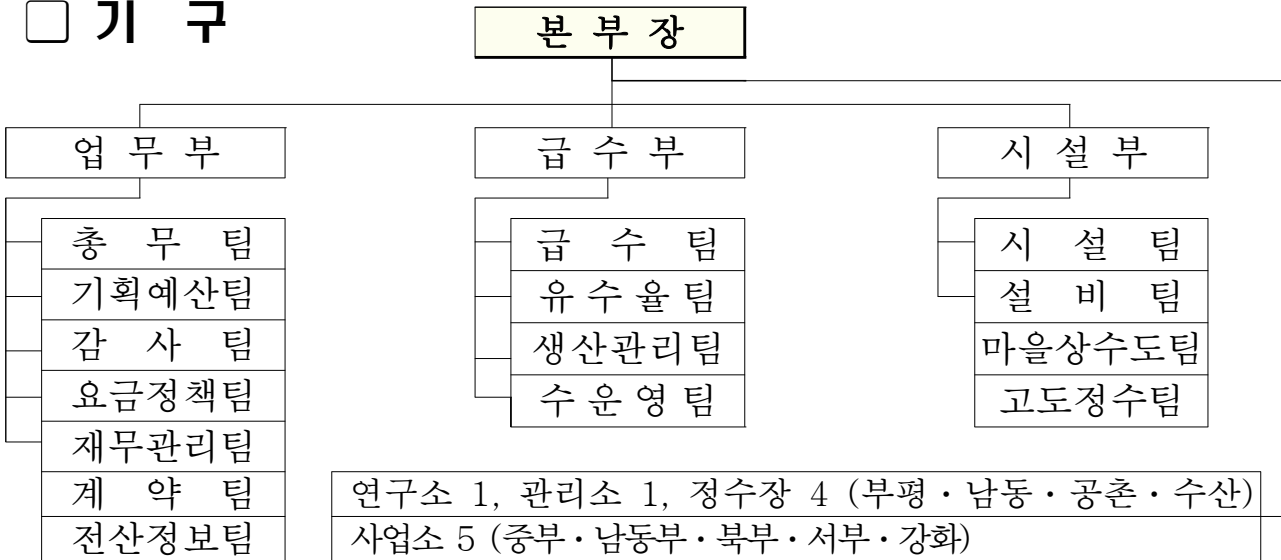 □ 기 구
본 부 장
업 무 부
급 수 부
시 설 부
총 무 팀
기획예산팀
감 사 팀
요금정책팀
재무관리팀
계 약 팀
전산정보팀
급 수 팀
유 수 율 팀
생산관리팀
수 운 영 팀
시 설 팀
설 비 팀
마을상수도팀
고도정수팀
연구소 1, 관리소 1, 정수장 4 (부평・남동・공촌・수산)
사업소 5 (중부・남동부・북부・서부・강화)